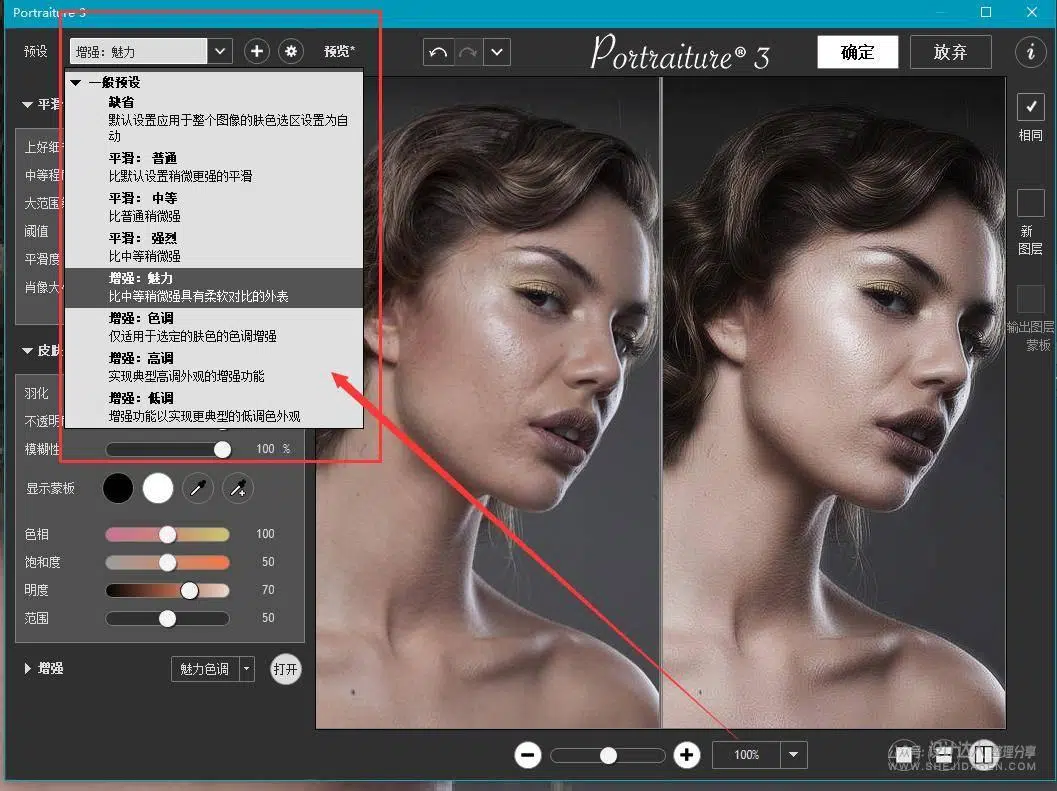 Portraiture 3
预设
增强：魅力
预览*
Portraiture® 3
确定
放弃
一般预设
缺省
默认设置应用于整个图像的肤色选区设置为自
动
平滑：普通
比默认设置稍微更强的平滑
平滑：中等
比普通稍微强
平滑：强烈
比中等稍微强
增强：魅力
比中等稍微强具有柔软对比的外表
增强：色调
仅适用于选定的肤色的色调增强
增强：高调
实现典型高调外观的增强功能
增强：低调
增强功能以实现更典型的低调色外观
平滑
上好细
中等程
大范围
阈值
平滑度
肖像大
皮肤
羽化
不透明
模糊性
100 %
显示蒙板
色相
100
饱和度
50
明度
70
范围
50
增强
魅力色调
打开
相同
新
图层
输出图层
蒙板
100%
整理分享
WWW.SHEJIDAREN.COM